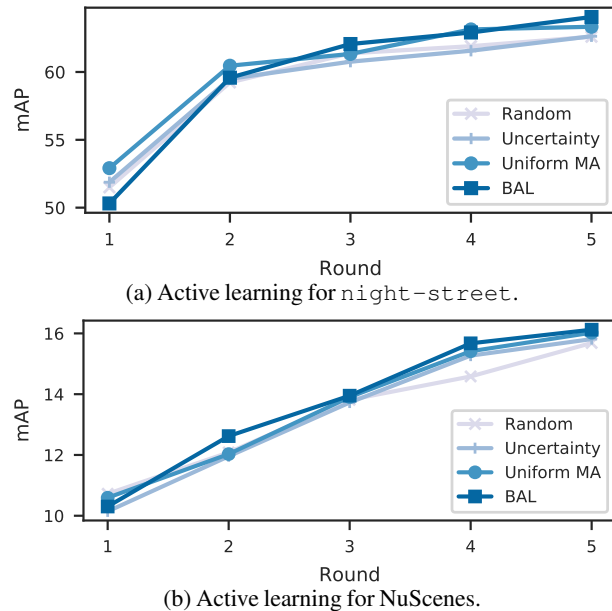 60
55
50
mAP
Random
Uncertainty
Uniform MA
BAL
1 2 3 4 5
Round
(a) Active learning for night-street.
16
14
12
10
mAP
Random
Uncertainty
Uniform MA
BAL
1 2 3 4 5
Round
(b) Active learning for NuScenes.